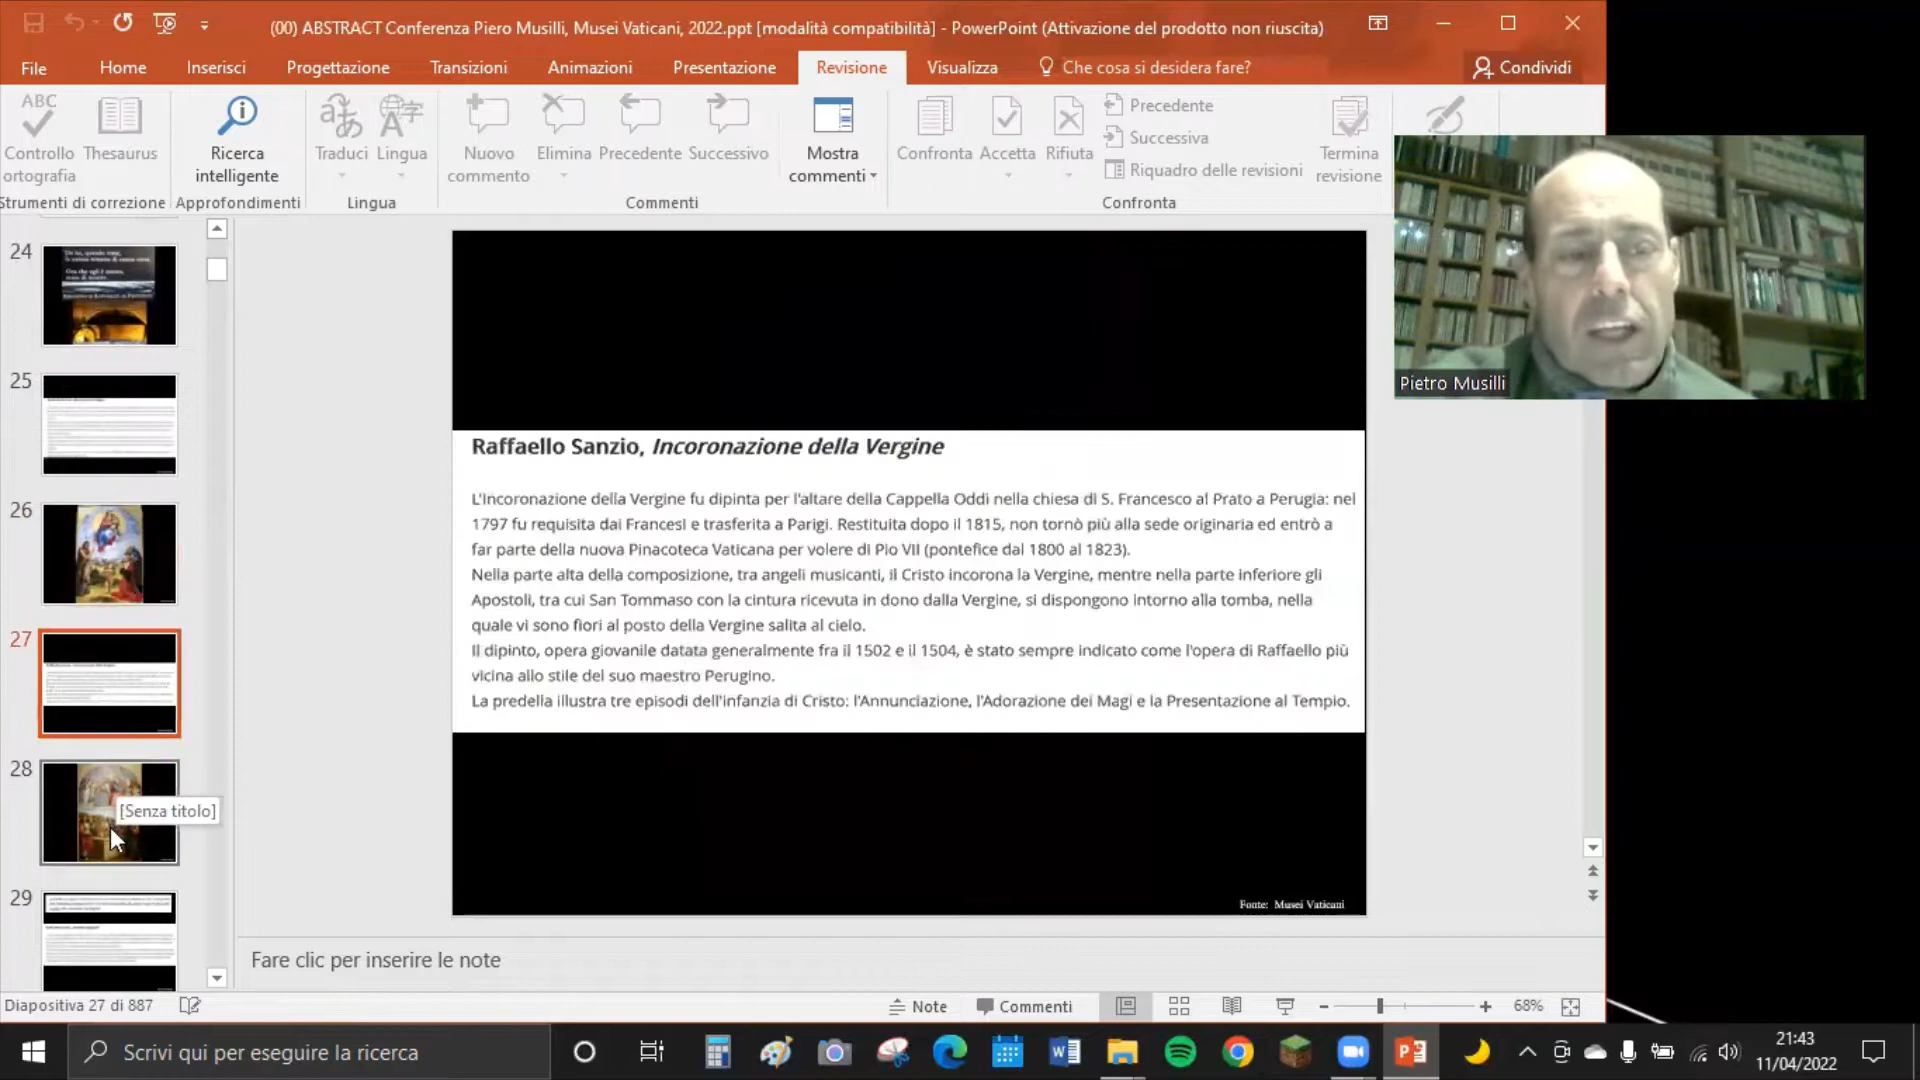 (00) ABSTRACT Conferenza Piero Musilli, Musei Vaticani, 2022.ppt [modalità compatibilità] - PowerPoint (Attivazione del prodotto non riuscita)
File Home Inserisci Progettazione Transizioni Animazioni Presentazione Revisione Visualizza Che cosa si desidera fare? Condividi
ABC
Controllo ortografia
Thesaurus
Ricerca intelligente
Traduci
Lingua
Nuovo commento
Elimina
Precedente
Successivo
Mostra commenti
Confronta
Accetta
Rifiuta
Precedente
Successiva
Riquadro delle revisioni
Termina revisione
Strumenti di correzione Approfondimenti Lingua Commenti Confronta
Pietro Musilli
24
25
26
27
28
[Senza titolo]
29
Raffaello Sanzio, Incoronazione della Vergine
L'Incoronazione della Vergine fu dipinta per l'altare della Cappella Oddi nella chiesa di S. Francesco al Prato a Perugia: nel
1797 fu requisita dai Francesi e trasferita a Parigi. Restituita dopo il 1815, non tornò più alla sede originaria ed entrò a
far parte della nuova Pinacoteca Vaticana per volere di Pio VII (pontefice dal 1800 al 1823).
Nella parte alta della composizione, tra angeli musicanti, il Cristo incorona la Vergine, mentre nella parte inferiore gli
Apostoli, tra cui San Tommaso con la cintura ricevuta in dono dalla Vergine, si dispongono intorno alla tomba, nella
quale vi sono fiori al posto della Vergine salita al cielo.
Il dipinto, opera giovanile datata generalmente fra il 1502 e il 1504, è stato sempre indicato come l'opera di Raffaello più
vicina allo stile del suo maestro Perugino.
La predella illustra tre episodi dell'infanzia di Cristo: l'Annunciazione, l'Adorazione dei Magi e la Presentazione al Tempio.
Fonte: Musei Vaticani
Fare clic per inserire le note
Diapositiva 27 di 887 Note Commenti 68%
Scrivi qui per eseguire la ricerca
21:43
11/04/2022